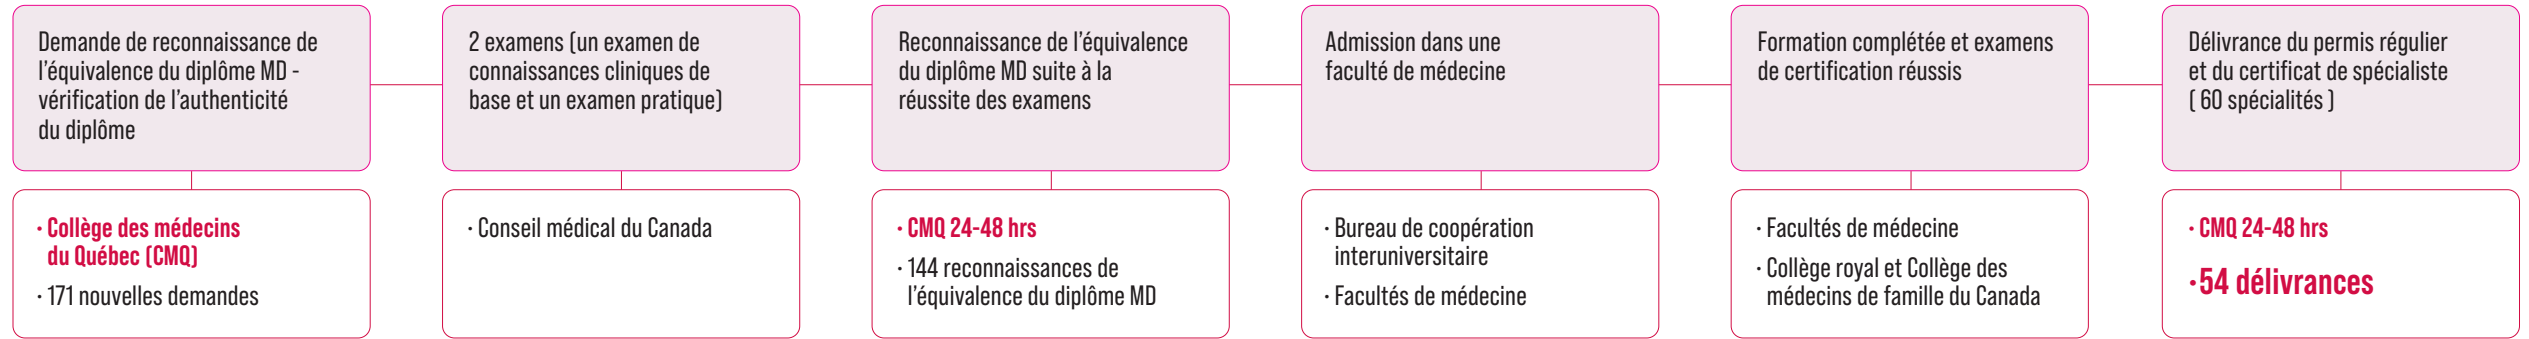 Demande de reconnaissance de
l'équivalence du diplôme MD -
vérification de l'authenticité
du diplôme
2 examens (un examen de
connaissances cliniques de
base et un examen pratique)
Reconnaissance de l'équivalence
du diplôme MD suite à la
réussite des examens
Admission dans une
faculté de médecine
Formation complétée et examens
de certification réussis
Délivrance du permis régulier
et du certificat de spécialiste
( 60 spécialités )
· Collège des médecins
du Québec (CMQ)
· 171 nouvelles demandes
· Conseil médical du Canada
· CMQ 24-48 hrs
· 144 reconnaissances de
l'équivalence du diplôme MD
· Bureau de coopération
interuniversitaire
· Facultés de médecine
· Facultés de médecine
· Collège royal et Collège des
médecins de famille du Canada
· CMQ 24-48 hrs
· 54 délivrances